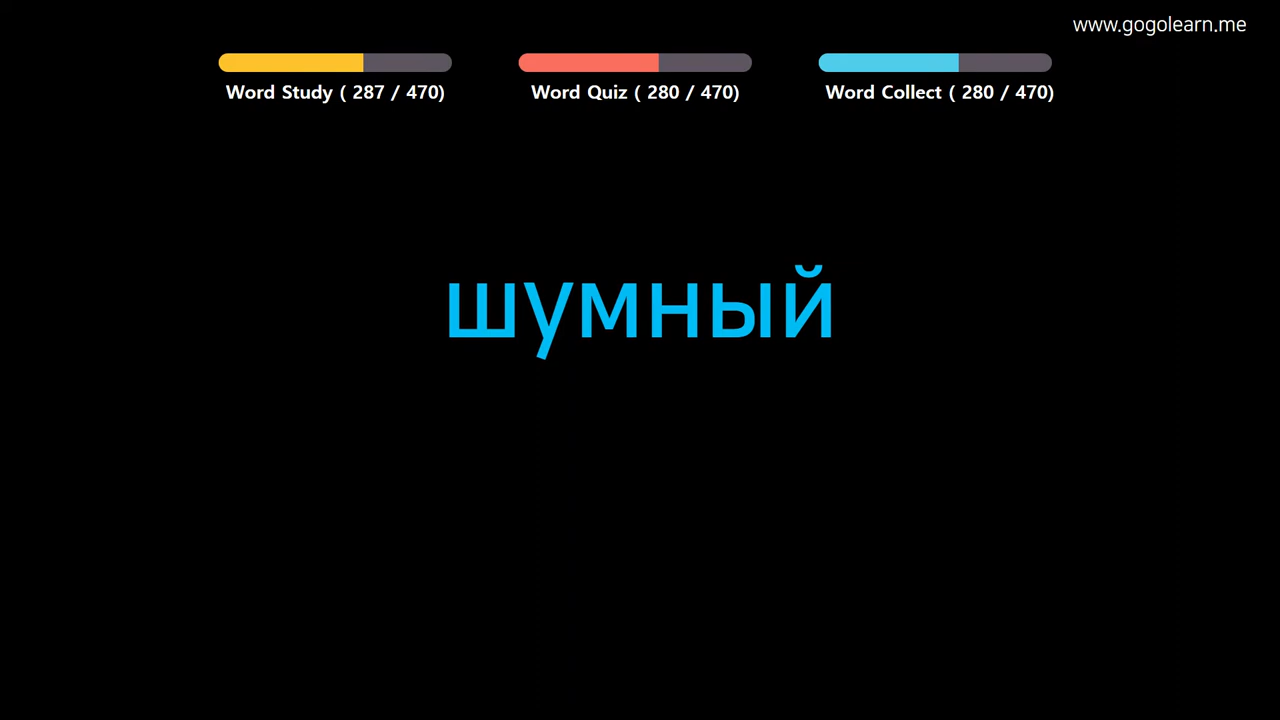 www.gogolearn.me
Word Study ( 287 / 470)
Word Quiz ( 280 / 470)
Word Collect ( 280 / 470)
шумный